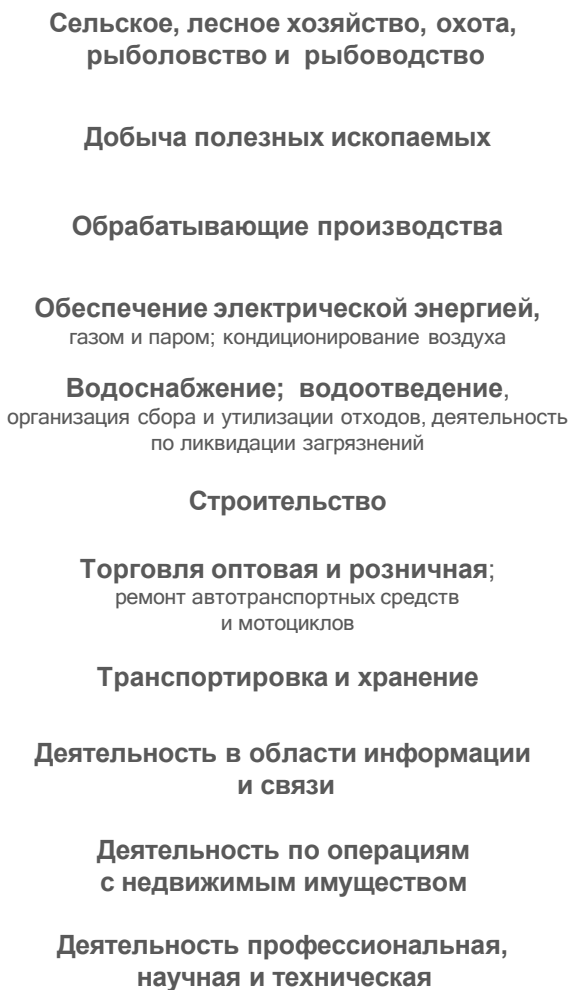 Сельское, лесное хозяйство, охота,
рыболовство и рыбоводство
Добыча полезных ископаемых
Обрабатывающие производства
Обеспечение электрической энергией,
газом и паром; кондиционирование воздуха
Водоснабжение; водоотведение,
организация сбора и утилизации отходов, деятельность
по ликвидации загрязнений
Строительство
Торговля оптовая и розничная;
ремонт автотранспортных средств
и мотоциклов
Транспортировка и хранение
Деятельность в области информации
и связи
Деятельность по операциям
с недвижимым имуществом
Деятельность профессиональная,
научная и техническая